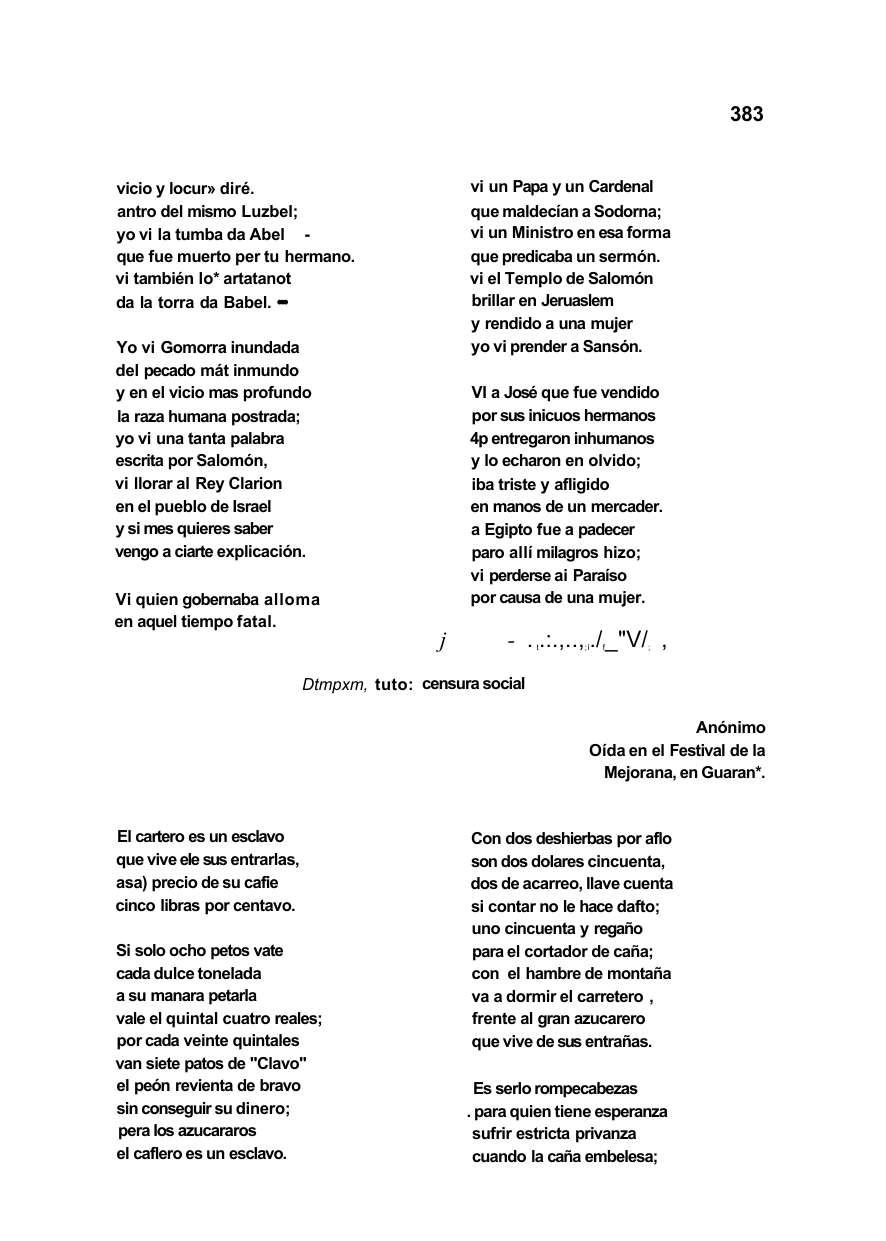 383
vicio y locur» diré.
antro del mismo Luzbel;
yo vi la tumba da Abel -
que fue muerto per tu hermano.
vi también lo* artatanot
da la torra da Babel. -
Yo vi Gomorra inundada
del pecado mát inmundo
y en el vicio mas profundo
la raza humana postrada;
yo vi una tanta palabra
escrita por Salomón,
vi llorar al Rey Clarion
en el pueblo de Israel
y si mes quieres saber
vengo a ciarte explicación.
Vi quien gobernaba alloma
en aquel tiempo fatal.
vi un Papa y un Cardenal
que maldecían a Sodorna;
vi un Ministro en esa forma
que predicaba un sermón.
vi el Templo de Salomón
brillar en Jeruaslem
y rendido a una mujer
yo vi prender a Sansón.
VI a José que fue vendido
por sus inicuos hermanos
4p entregaron inhumanos
y lo echaron en olvido;
iba triste y afligido
en manos de un mercader.
a Egipto fue a padecer
paro allí milagros hizo;
vi perderse ai Paraíso
por causa de una mujer.
j - . t.:.,..,;i./f_"V/; ,
Dtmpxm, tuto: censura social
Anónimo
Oída en el Festival de la
Mejorana, en Guaran*.
El cartero es un esclavo
que vive ele sus entrarlas,
asa) precio de su cafie
cinco libras por centavo.
Si solo ocho petos vate
cada dulce tonelada
a su manara petarla
vale el quintal cuatro reales;
por cada veinte quintales
van siete patos de "Clavo"
el peón revienta de bravo
sin conseguir su dinero;
pera los azucararos
el caflero es un esclavo.
Con dos deshierbas por aflo
son dos dolares cincuenta,
dos de acarreo, llave cuenta
si contar no le hace dafto;
uno cincuenta y regaño
para el cortador de caña;
con el hambre de montaña
va a dormir el carretero ,
frente al gran azucarero
que vive de sus entrañas.
Es serlo rompecabezas
. para quien tiene esperanza
sufrir estricta privanza
cuando la caña embelesa;